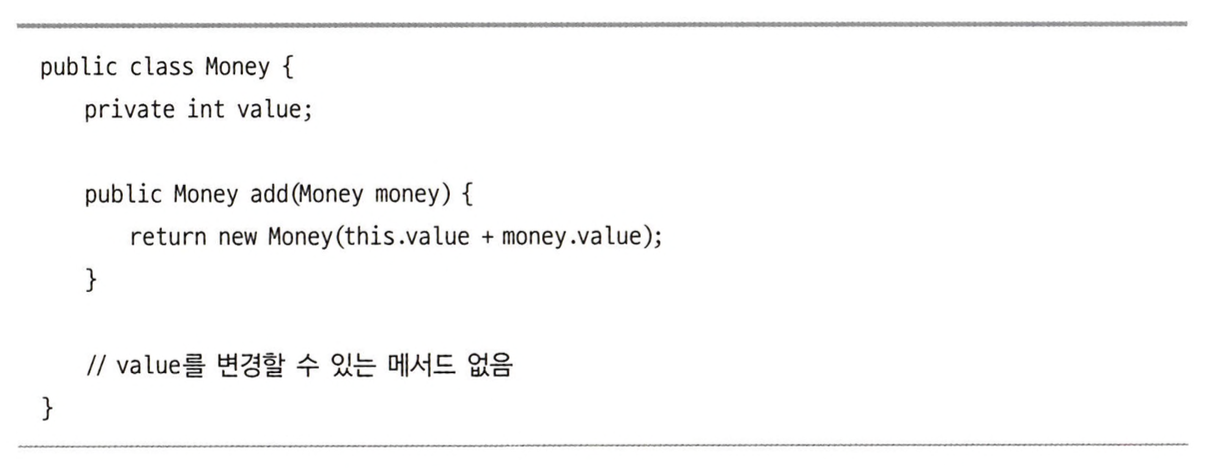 public class Money {
private int value;
public Money add(Money money) {
return new Money(this.value + money.value);
}
// value를 변경할 수 있는 메서드 없음
}